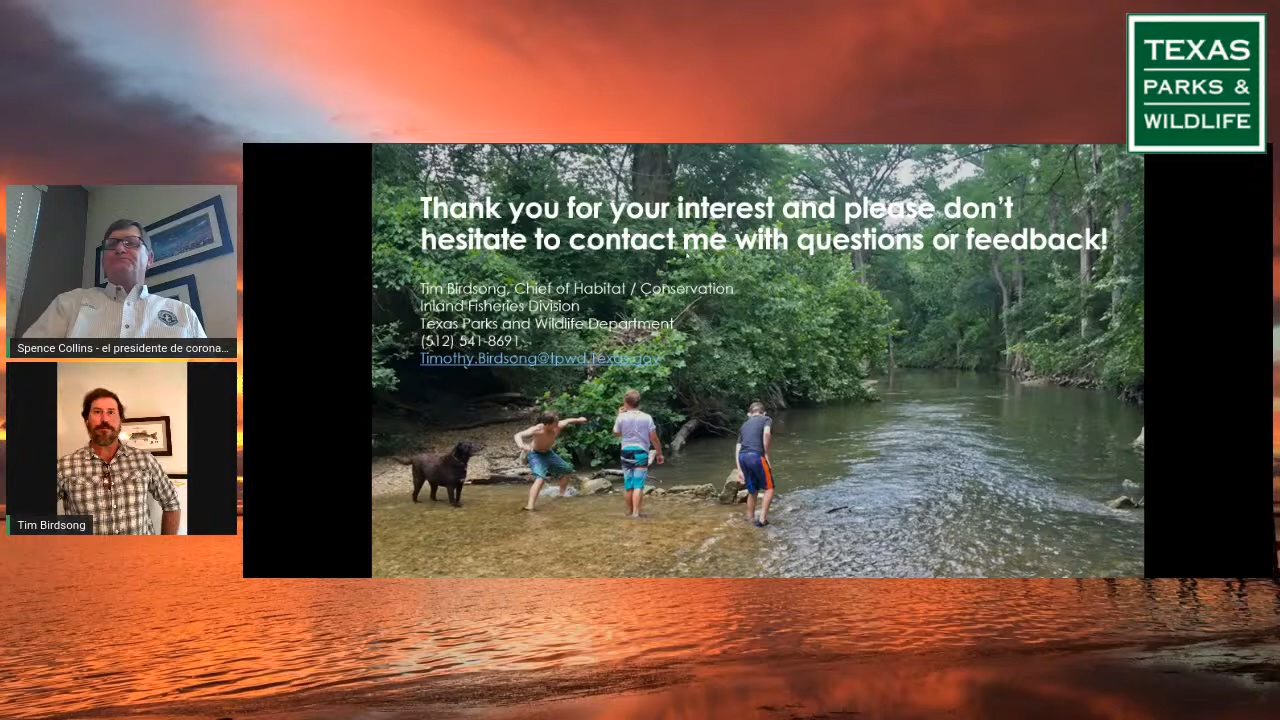 TEXAS
PARKS &
WILDLIFE
Thank you for your interest and please don't
hesitate to contact me with questions or feedback!
Tim Birdsong, Chief of Habitat / Conservation
Inland Fisheries Division
Texas Parks and Wildlife Department
(512) 541-8691
Timothy.Birdsong@tpwd.Texas.gov
Spence Collins - el presidente de corona...
Tim Birdsong